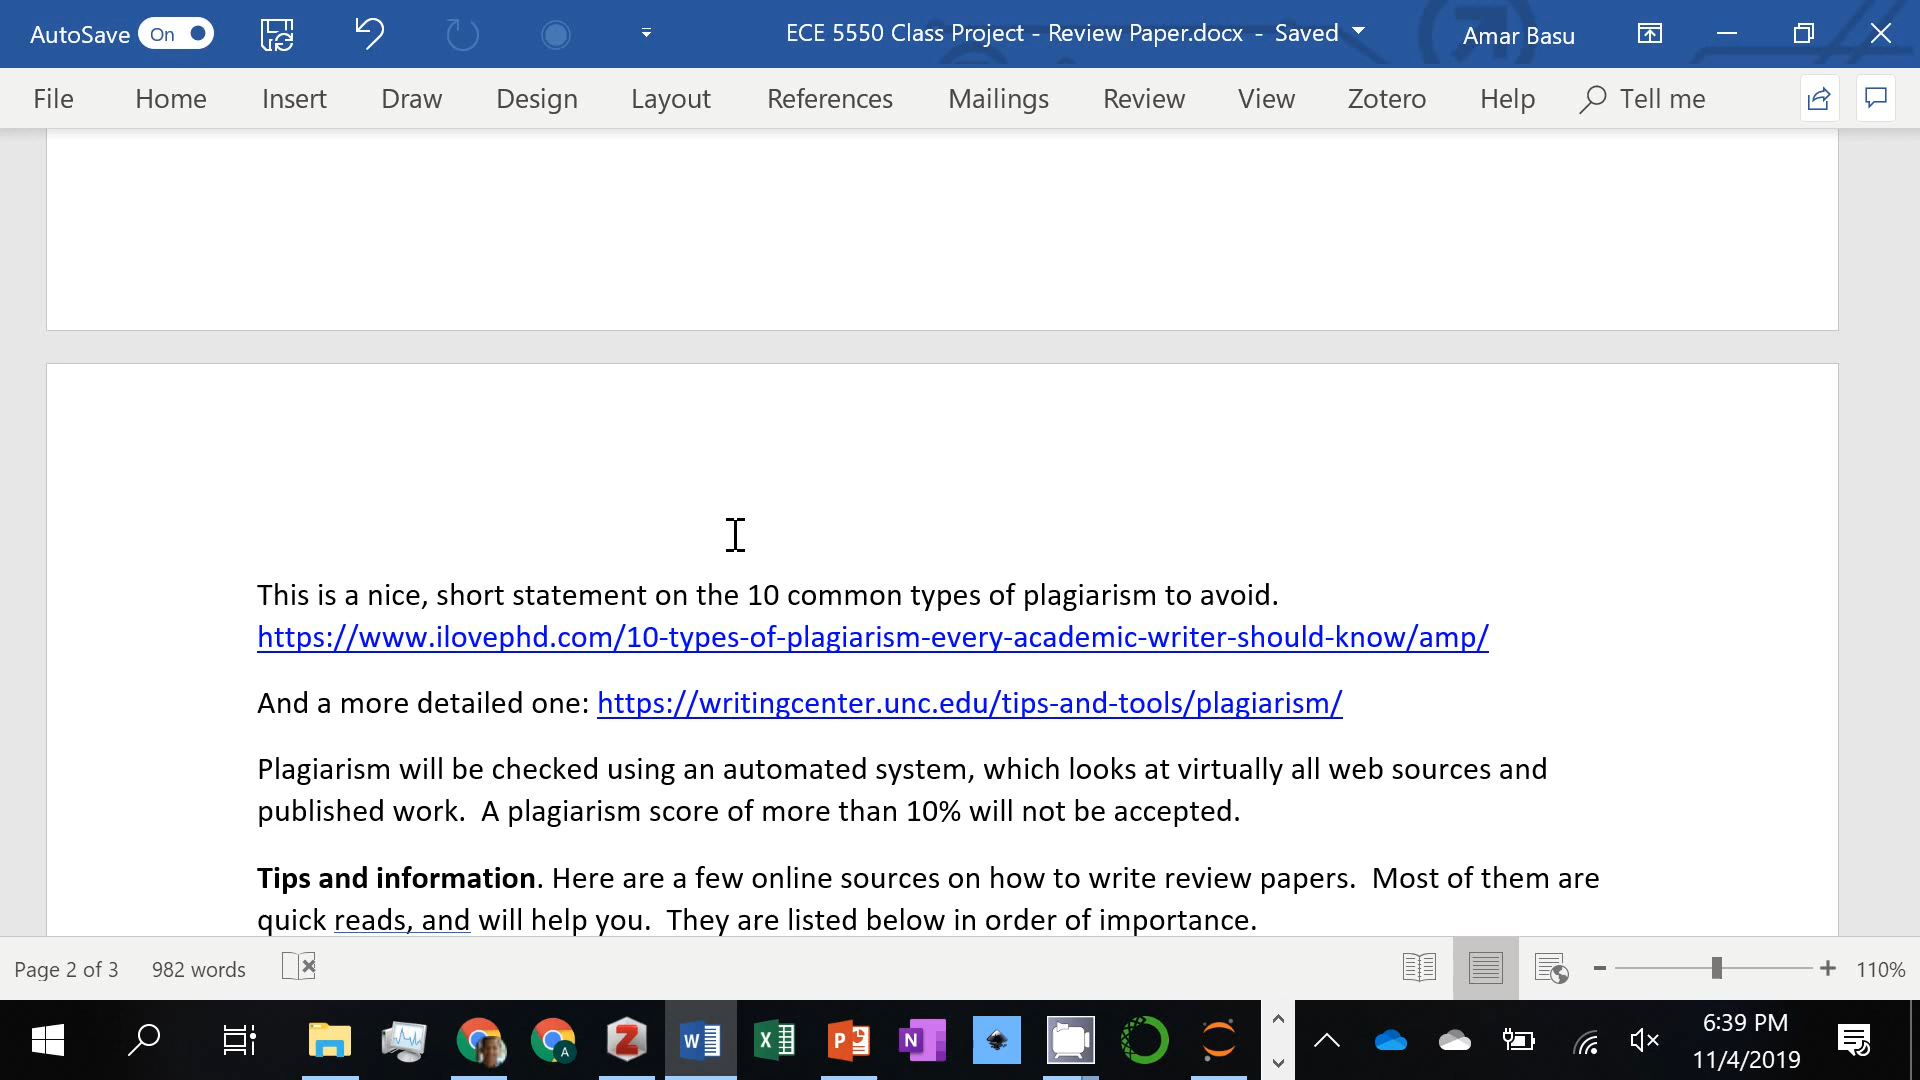 AutoSave On ECE 5550 Class Project - Review Paper.docx - Saved Amar Basu
File Home Insert Draw Design Layout References Mailings Review View Zotero Help Tell me
This is a nice, short statement on the 10 common types of plagiarism to avoid.
https://www.ilovephd.com/10-types-of-plagiarism-every-academic-writer-should-know/amp/
And a more detailed one: https://writingcenter.unc.edu/tips-and-tools/plagiarism/
Plagiarism will be checked using an automated system, which looks at virtually all web sources and
published work.  A plagiarism score of more than 10% will not be accepted.
Tips and information. Here are a few online sources on how to write review papers.  Most of them are
quick reads, and will help you.  They are listed below in order of importance.
Page 2 of 3 982 words 110%
6:39 PM
11/4/2019